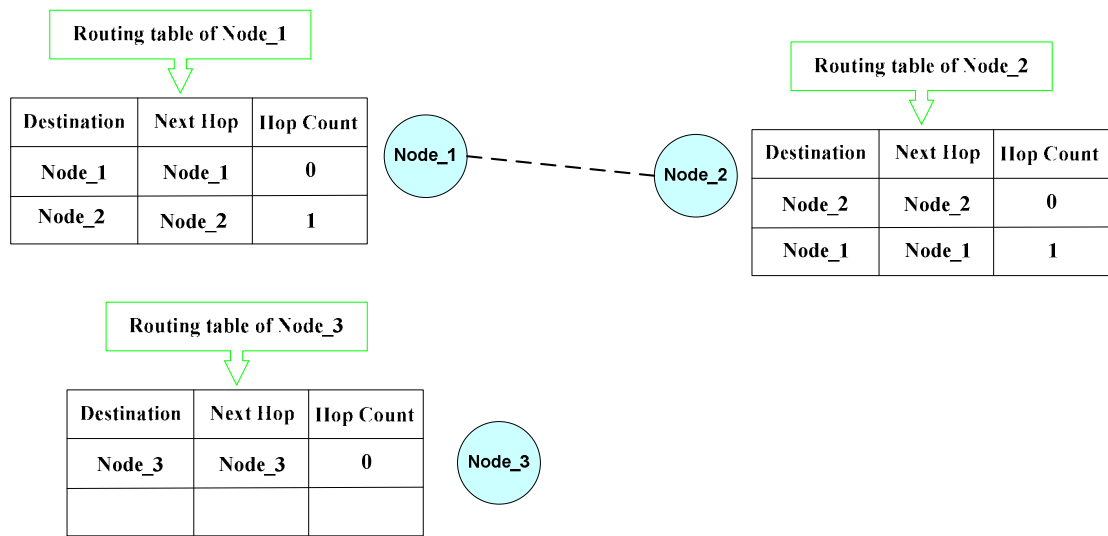 Routing table of Node_1
Destination Next Hop Hop Count
Node_1 Node_1 0
Node_2 Node_2 1
Node_1
Node_2
Routing table of Node_2
Destination Next Hop Hop Count
Node_2 Node_2 0
Node_1 Node_1 1
Routing table of Node_3
Destination Next Hop Hop Count
Node_3 Node_3 0
Node_3